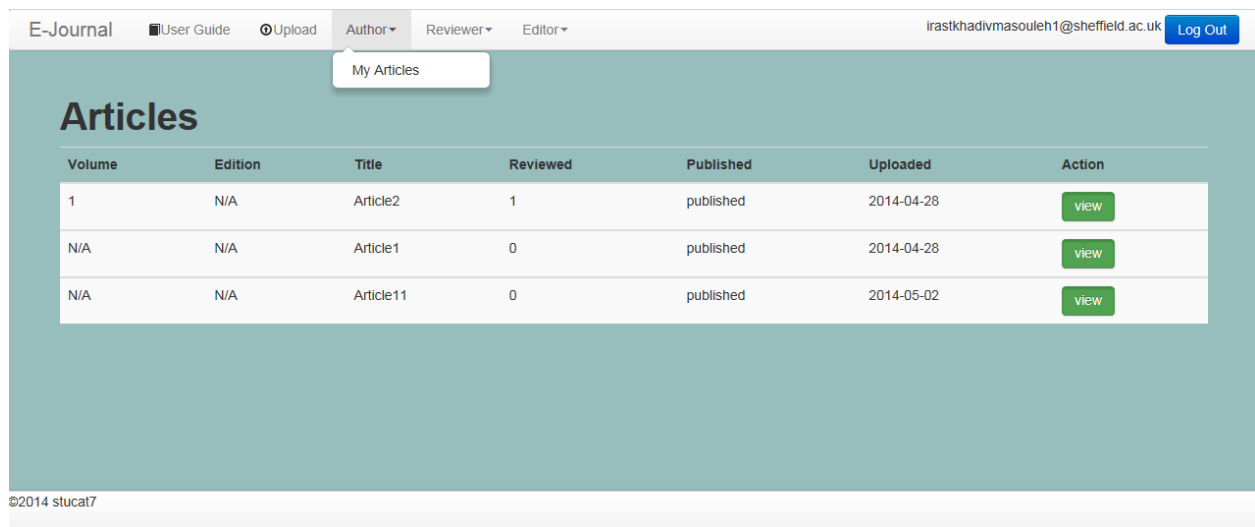 E-Journal User Guide Upload Author Reviewer Editor irastkhadivmasouleh1@sheffield.ac.uk Log Out
My Articles
Articles
Volume Edition Title Reviewed Published Uploaded Action
1 N/A Article2 1 published 2014-04-28 view
N/A N/A Article1 0 published 2014-04-28 view
N/A N/A Article11 0 published 2014-05-02 view
©2014 stucat7